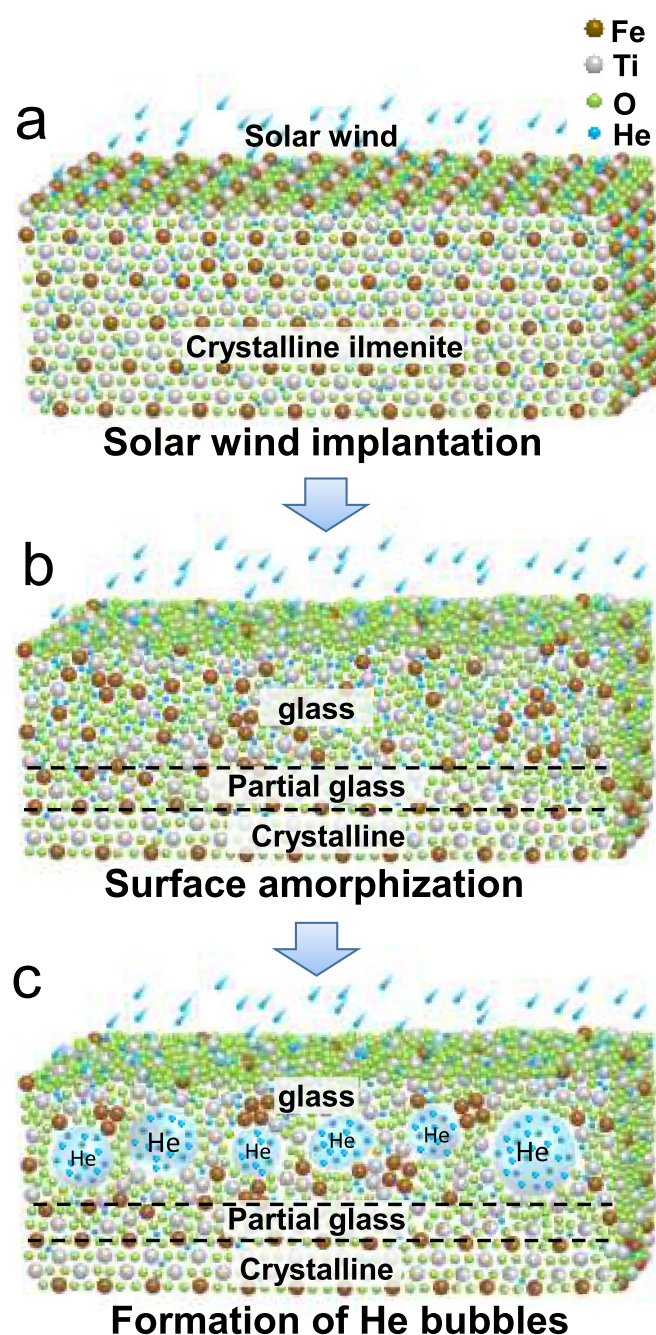 Fe
Ti
O
He
a
Solar wind
Crystalline ilmenite
Solar wind implantation
b
glass
Partial glass
Crystalline
Surface amorphization
c
glass
He
He
He
He
He
He
Partial glass
Crystalline
Formation of He bubbles